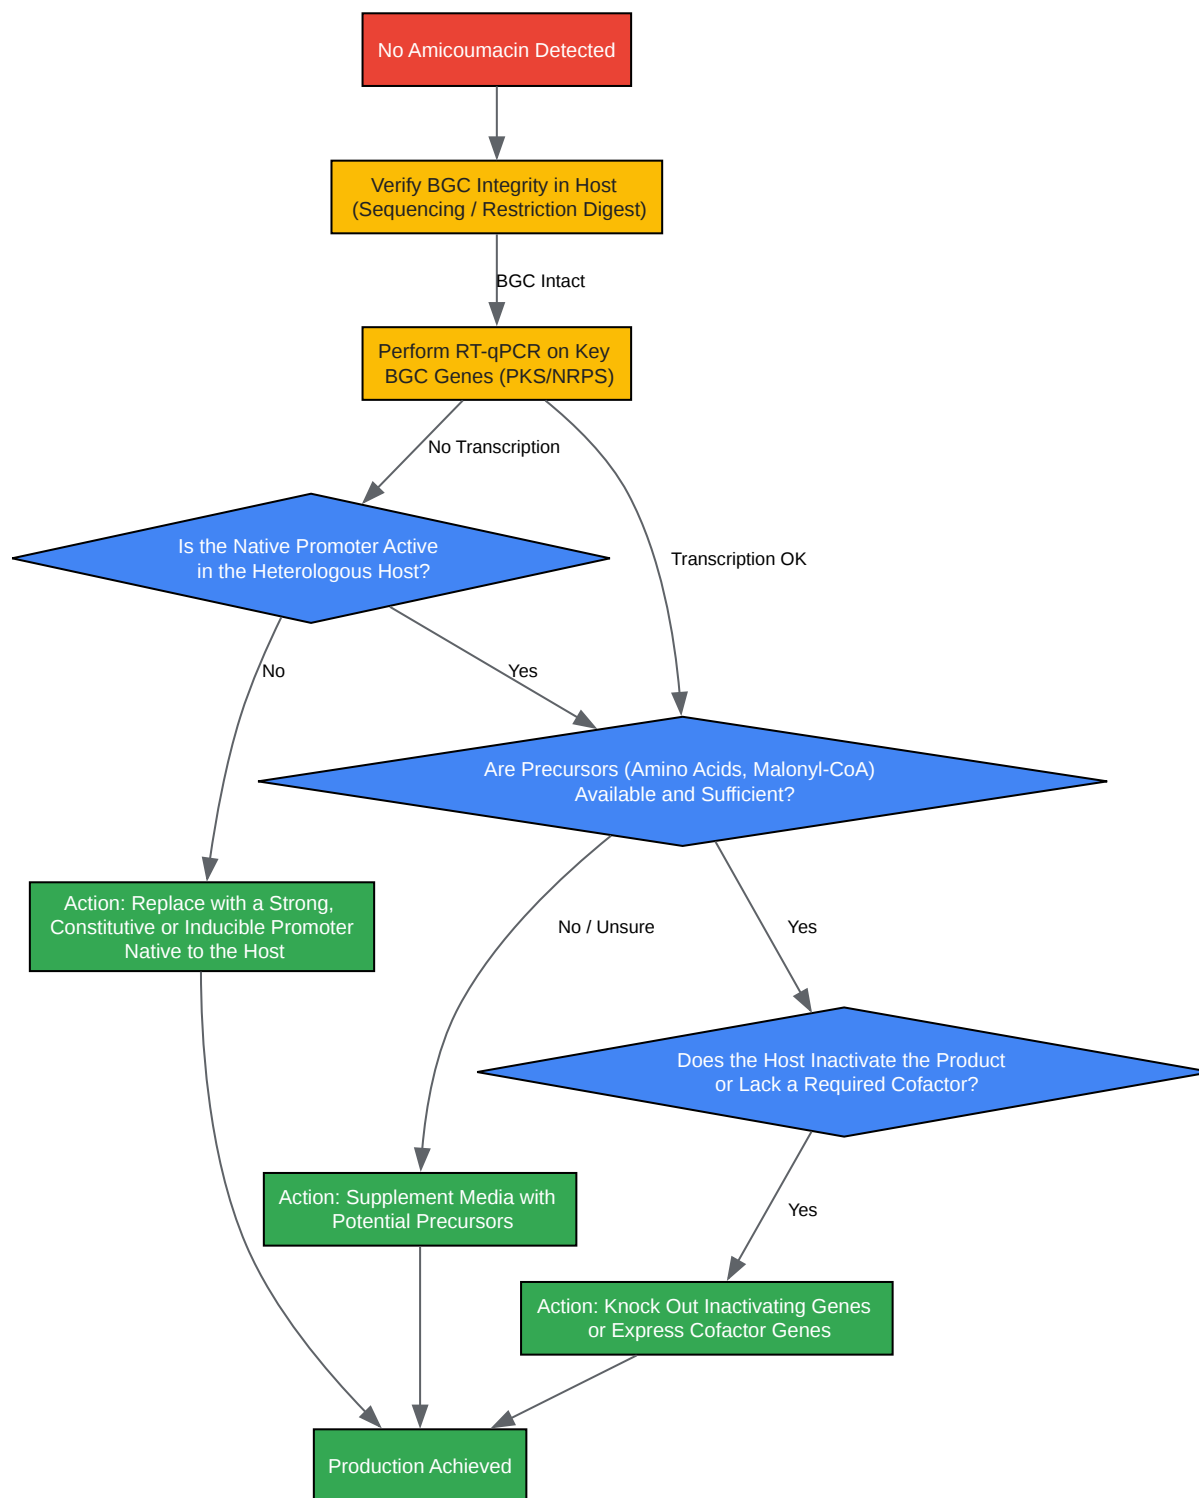 No Amicoumacin Detected
Verify BGC Integrity in Host
(Sequencing / Restriction Digest)
BGC Intact
Perform RT-qPCR on Key
BGC Genes (PKS/NRPS)
No Transcription
Is the Native Promoter Active
in the Heterologous Host?
Transcription OK
No
Yes
Are Precursors (Amino Acids, Malonyl-CoA)
Available and Sufficient?
Action: Replace with a Strong,
Constitutive or Inducible Promoter
Native to the Host
No / Unsure
Yes
Does the Host Inactivate the Product
or Lack a Required Cofactor?
Action: Supplement Media with
Potential Precursors
Yes
Action: Knock Out Inactivating Genes
or Express Cofactor Genes
Production Achieved